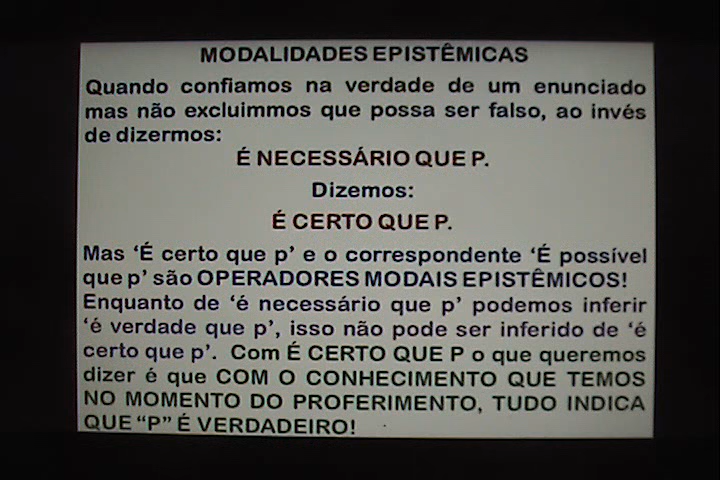 MODALIDADES EPISTÊMICAS
Quando confiamos na verdade de um enunciado
mas não excluimmos que possa ser falso, ao invés
de dizermos:
É NECESSÁRIO QUE P.
Dizemos:
É CERTO QUE P.
Mas ‘É certo que p’ e o correspondente ‘É possível
que p’ são OPERADORES MODAIS EPISTÊMICOS!
Enquanto de ‘é necessário que p’ podemos inferir
‘é verdade que p’, isso não pode ser inferido de ‘é
certo que p’. Com É CERTO QUE P o que queremos
dizer é que COM O CONHECIMENTO QUE TEMOS
NO MOMENTO DO PROFERIMENTO, TUDO INDICA
QUE “P” É VERDADEIRO!